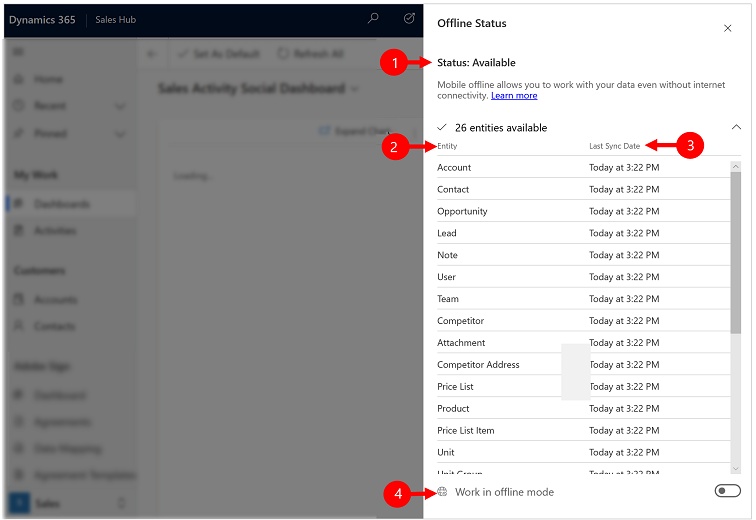 Dynamics 365
Sales Hub
Set As Default
Refresh All
Home
Sales Activity Social Dashboard
Recent
Pinned
Expand Chart
Loading...
My Work
Dashboards
Activities
Customers
Accounts
Contacts
Adobe Sign
Dashboard
Agreements
Data Mapping
Agreement Templates
S Sales
Offline Status
1
Status: Available
Mobile offline allows you to work with your data even without internet
connectivity. Learn more
26 entities available
2
Entity Last Sync Date
3
Account Today at 3:22 PM
Contact Today at 3:22 PM
Opportunity Today at 3:22 PM
Lead Today at 3:22 PM
Note Today at 3:22 PM
User Today at 3:22 PM
Team Today at 3:22 PM
Competitor Today at 3:22 PM
Attachment Today at 3:22 PM
Competitor Address Today at 3:22 PM
Price List Today at 3:22 PM
Product Today at 3:22 PM
Price List Item Today at 3:22 PM
Unit Today at 3:22 PM
Unit Group Today at 3:22 PM
4
Work in offline mode